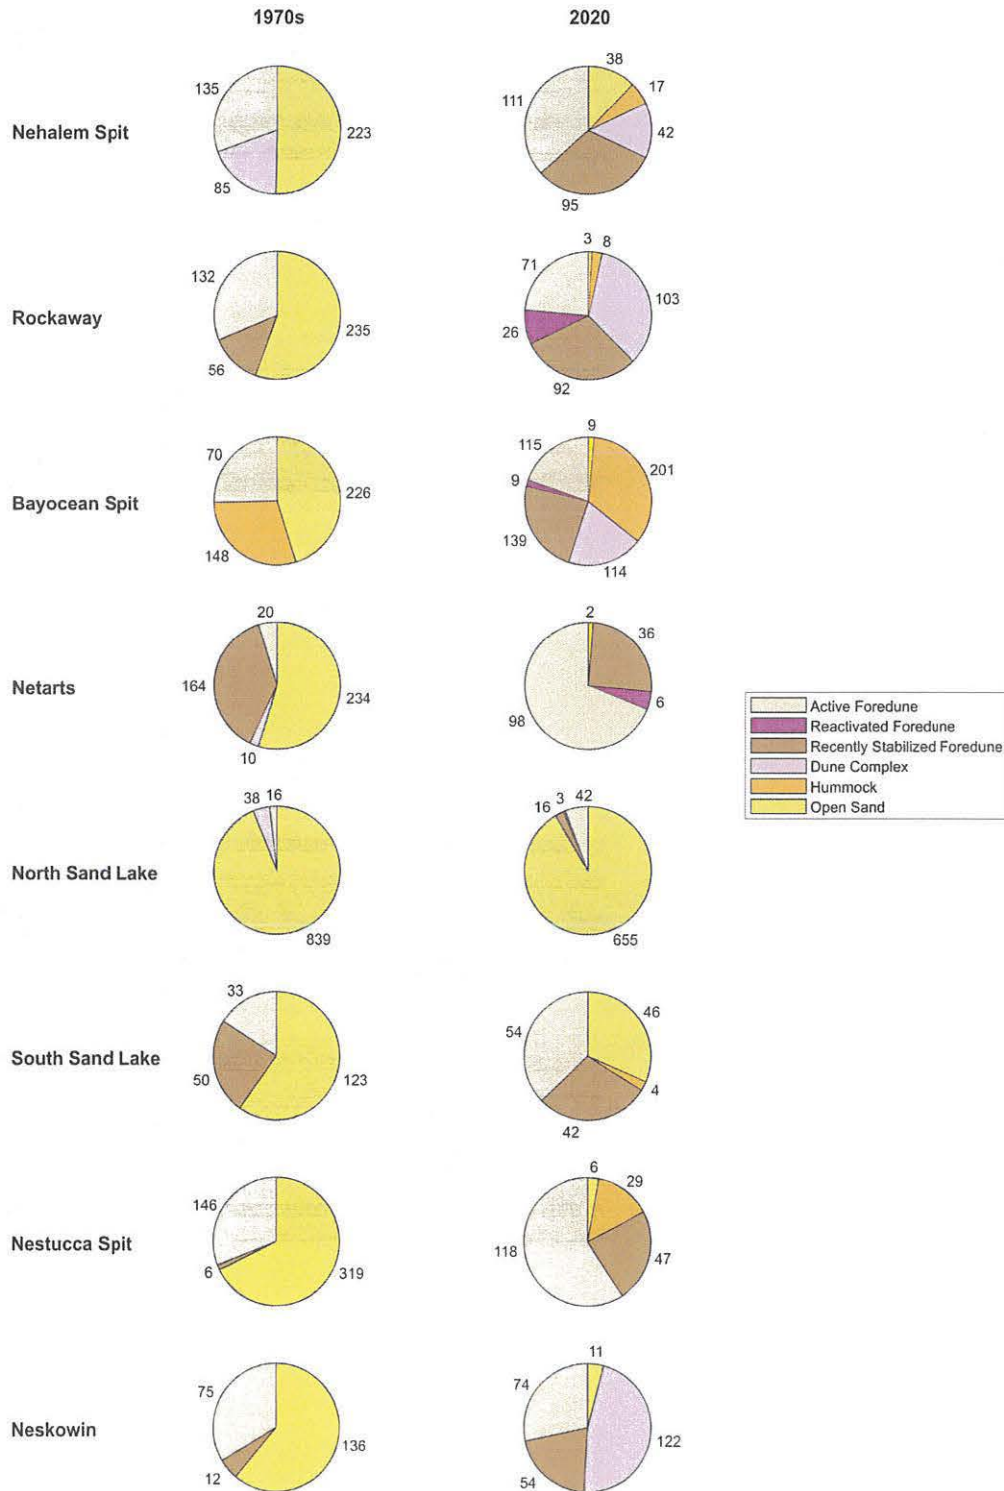 1970s 2020
Nehalem Spit
135 223 85
38 17 42 95 111
Rockaway
132 235 56
3 8 103 92 26 71
Bayocean Spit
70 226 148
9 201 114 139 9 115
Netarts
20 234 10 164
2 36 6 98
North Sand Lake
38 16 839
16 3 42 655
South Sand Lake
33 123 50
46 4 42 54
Nestucca Spit
146 319 6
6 29 47 118
Neskowin
75 136 12
11 122 54 74
Active Foredune
Reactivated Foredune
Recently Stabilized Foredune
Dune Complex
Hummock
Open Sand